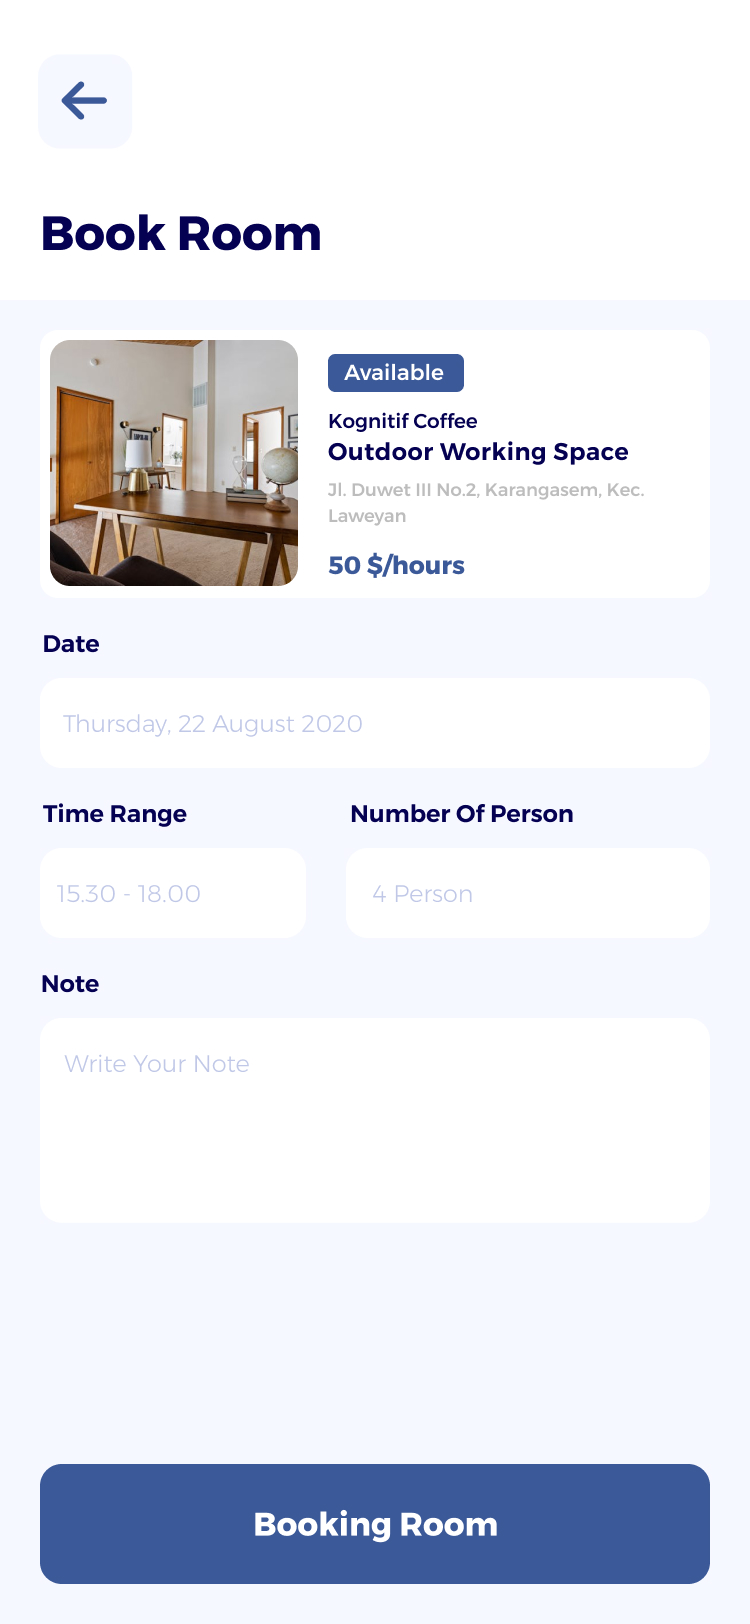 Book Room
Available
Kognitif Coffee
Outdoor Working Space
Jl. Duwet III No.2, Karangasem, Kec.
Laweyan
50 $/hours
Date
Thursday, 22 August 2020
Time Range
Number Of Person
15.30 - 18.00
4 Person
Note
Write Your Note
Booking Room